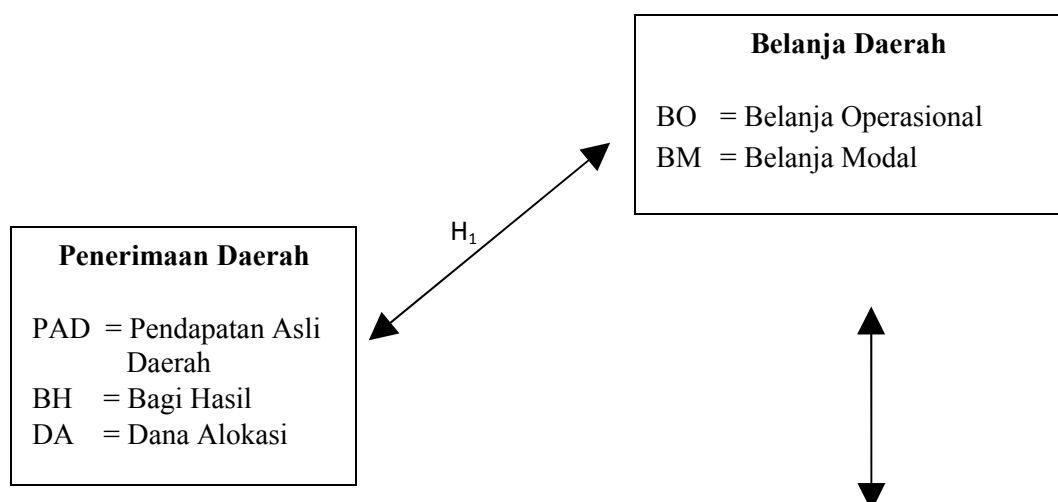 Belanja Daerah
BO = Belanja Operasional
BM = Belanja Modal
H1
Penerimaan Daerah
PAD = Pendapatan Asli
Daerah
BH = Bagi Hasil
DA = Dana Alokasi